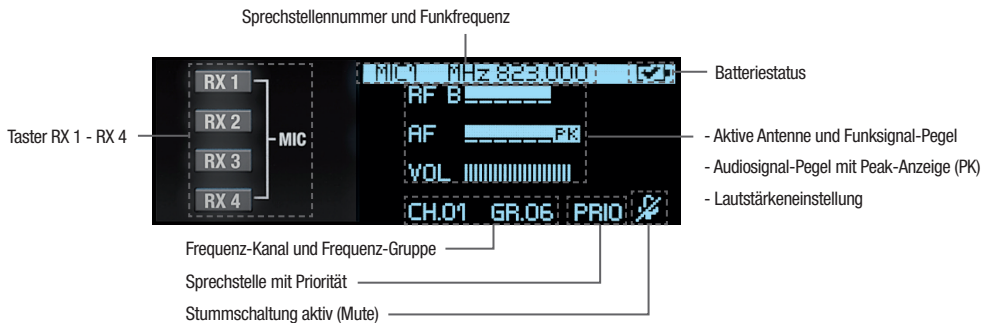 Sprechstellennummer und Funkfrequenz
MIC1 MHz 823.000
Batteriestatus
RX 1
RX 2
RX 3
RX 4
MIC
Taster RX 1 - RX 4
RF B
AF PK
VOL
CH.01 GR.06 PRIO
- Aktive Antenne und Funksignal-Pegel
- Audiosignal-Pegel mit Peak-Anzeige (PK)
- Lautstärkeneinstellung
Frequenz-Kanal und Frequenz-Gruppe
Sprechstelle mit Priorität
Stummschaltung aktiv (Mute)